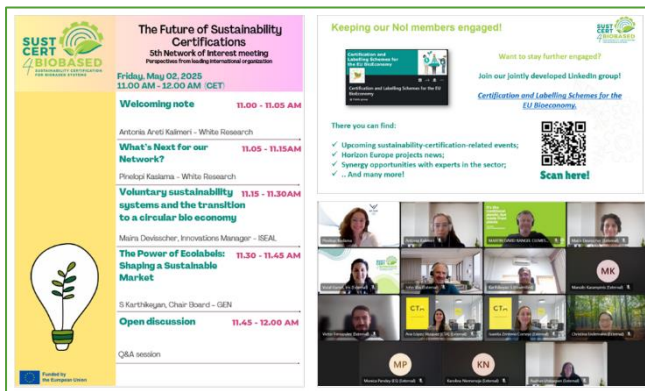 SUST
CERT
4BIOBASED
SUSTAINABILITY CERTIFICATION
FOR BIOBASED SYSTEMS
The Future of Sustainability
Certifications
5th Network of Interest meeting
Perspectives from leading international organization
Friday, May 02, 2025
11.00 AM - 12.00 AM (CET)
Welcoming note 11.00 - 11.05 AM
Antonia Areti Kalimeri - White Research
What's Next for our
Network?
11.05 - 11.15AM
Pinelopi Kaslama - White Research
Voluntary sustainability
systems and the transition
to a circular bio economy
11.15 - 11.30AM
Maira Devisscher, Innovations Manager - ISEAL
The Power of Ecolabels:
Shaping a Sustainable
Market
11.30 - 11.45 AM
S Karthikeyan, Chair Board - GEN
Open discussion 11.45 - 12.00 AM
Q&A session
Funded by
the European Union
Keeping our NoI members engaged!
SUST
CERT
4BIOBASED
Certification and
Labelling Schemes for the
EU BioEconomy
Certification and Labelling Schemes for the EU Bioeconomy
Want to stay further engaged?
Join our jointly developed LinkedIn group!
Certification and Labelling Schemes for the
EU Bioeconomy.
There you can find:
✓ Upcoming sustainability-certification-related events;
✓ Horizon Europe projects news;
✓ Synergy opportunities with experts in the sector;
✓ .. And many more!
Scan here!
MK
MP
KN